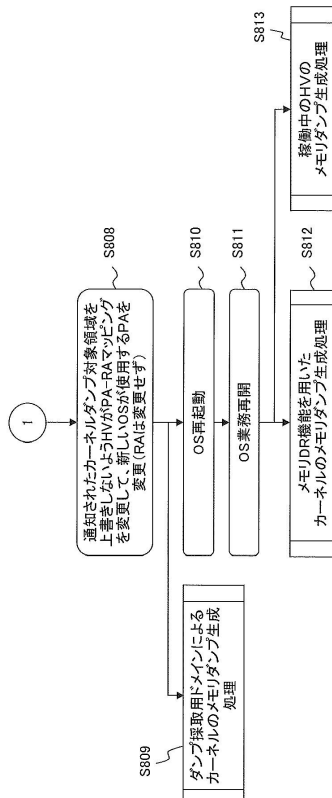 1
S808
通知されたカーネルダンプ対象領域を
上書きしないようHVがPA-RAマッピング
を変更して、新しいOSが使用するPAを
変更(RAは変更せず)
S809
ダンプ採取用ドメインによる
カーネルのメモリダンプ生成
処理
S810
OS再起動
S811
OS業務再開
S812
メモリDR機能を用いた
カーネルのメモリダンプ生成処理
S813
稼働中のHVの
メモリダンプ生成処理